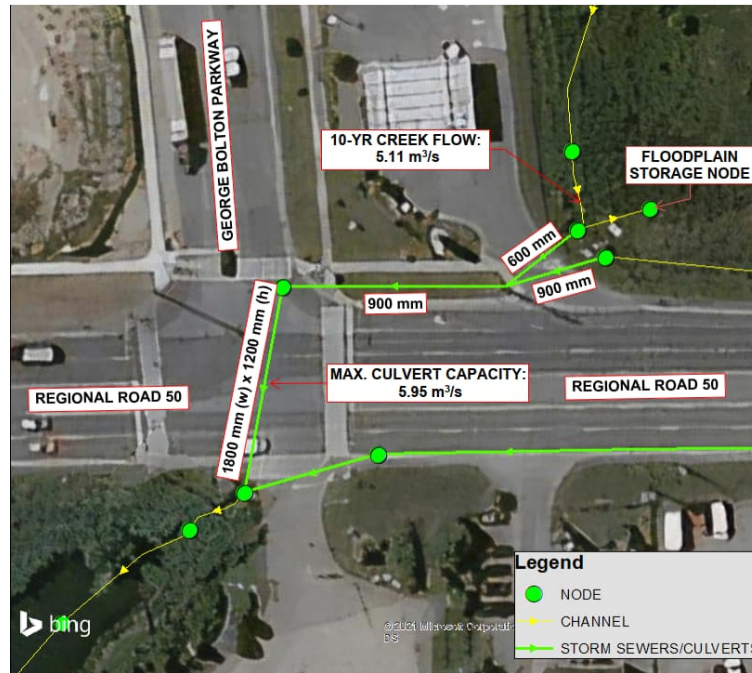 GEORGE BOLTON PARKWAY
10-YR CREEK FLOW:
5.11 m³/s
FLOODPLAIN
STORAGE NODE
600 mm
900 mm
900 mm
1800 mm (w) x 1200 mm (h)
MAX. CULVERT CAPACITY:
5.95 m³/s
REGIONAL ROAD 50
REGIONAL ROAD 50
Legend
NODE
CHANNEL
STORM SEWERS/CULVERTS
bing
© 2021 Microsoft Corporatio
DS